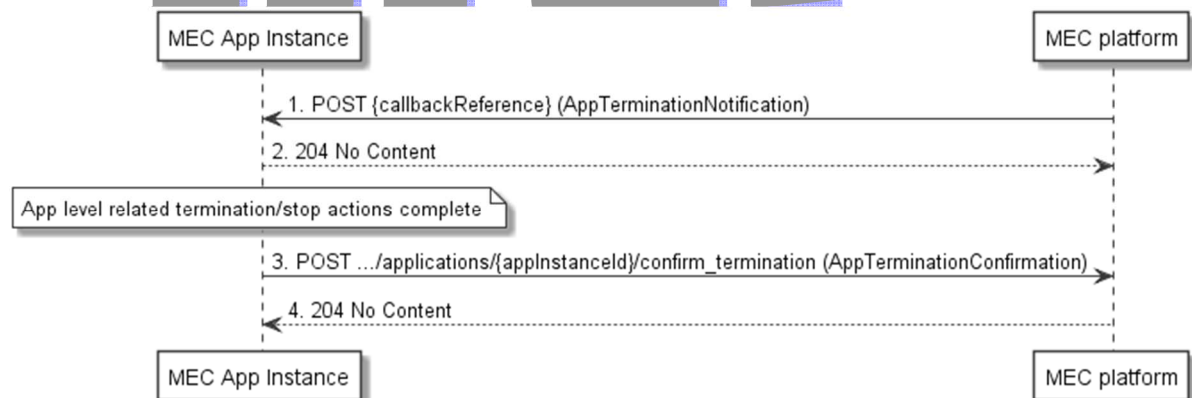 MEC App Instance MEC platform
1. POST {callbackReference} (AppTerminationNotification)
2. 204 No Content
App level related termination/stop actions complete
3. POST .../applications/{appInstanceId}/confirm_termination (AppTerminationConfirmation)
4. 204 No Content
MEC App Instance MEC platform